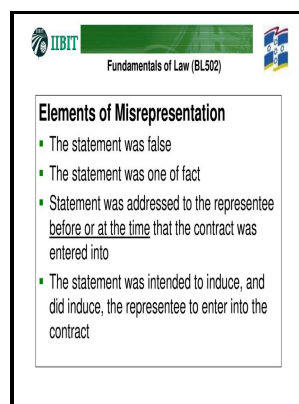 IIBIT
Fundamentals of Law (BL502)
Elements of Misrepresentation
▪ The statement was false
▪ The statement was one of fact
▪ Statement was addressed to the representee
before or at the time that the contract was
entered into
▪ The statement was intended to induce, and
did induce, the representee to enter into the
contract